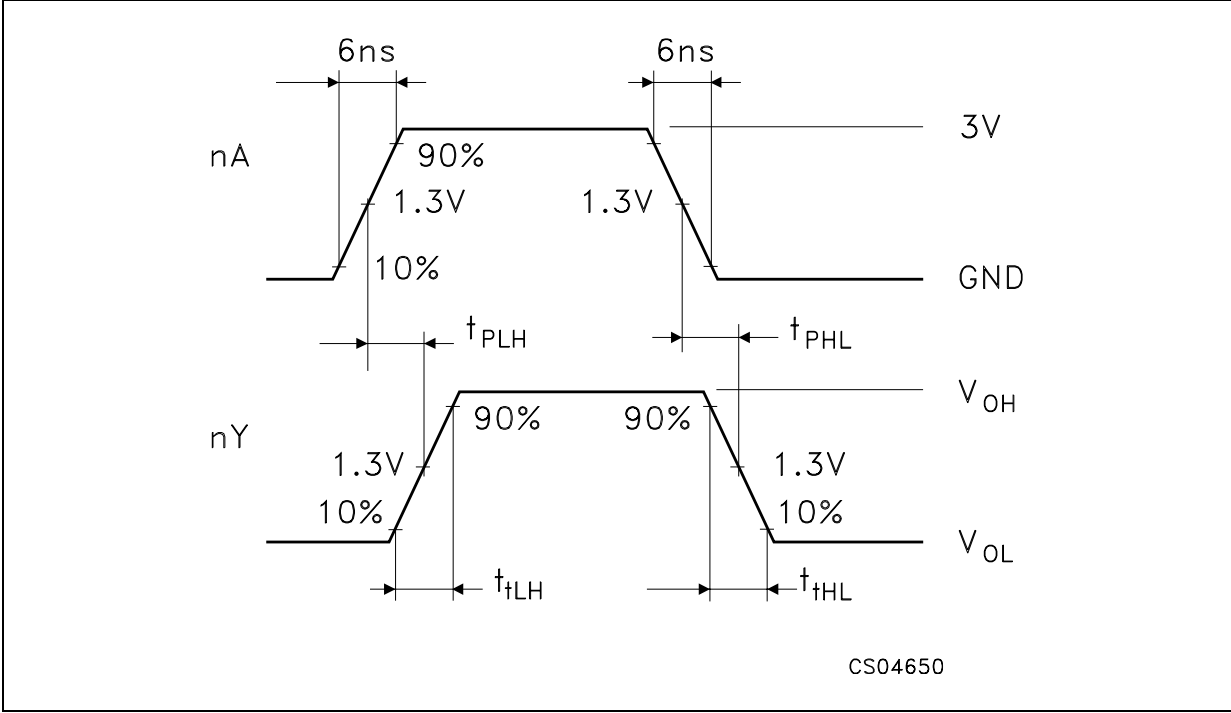 6ns 6ns
3V
nA
90%
1.3V 1.3V
10%
GND
tPLH tPHL
VOH
90% 90%
nY
1.3V 1.3V
10% 10%
VOL
ttLH ttHL
CS04650